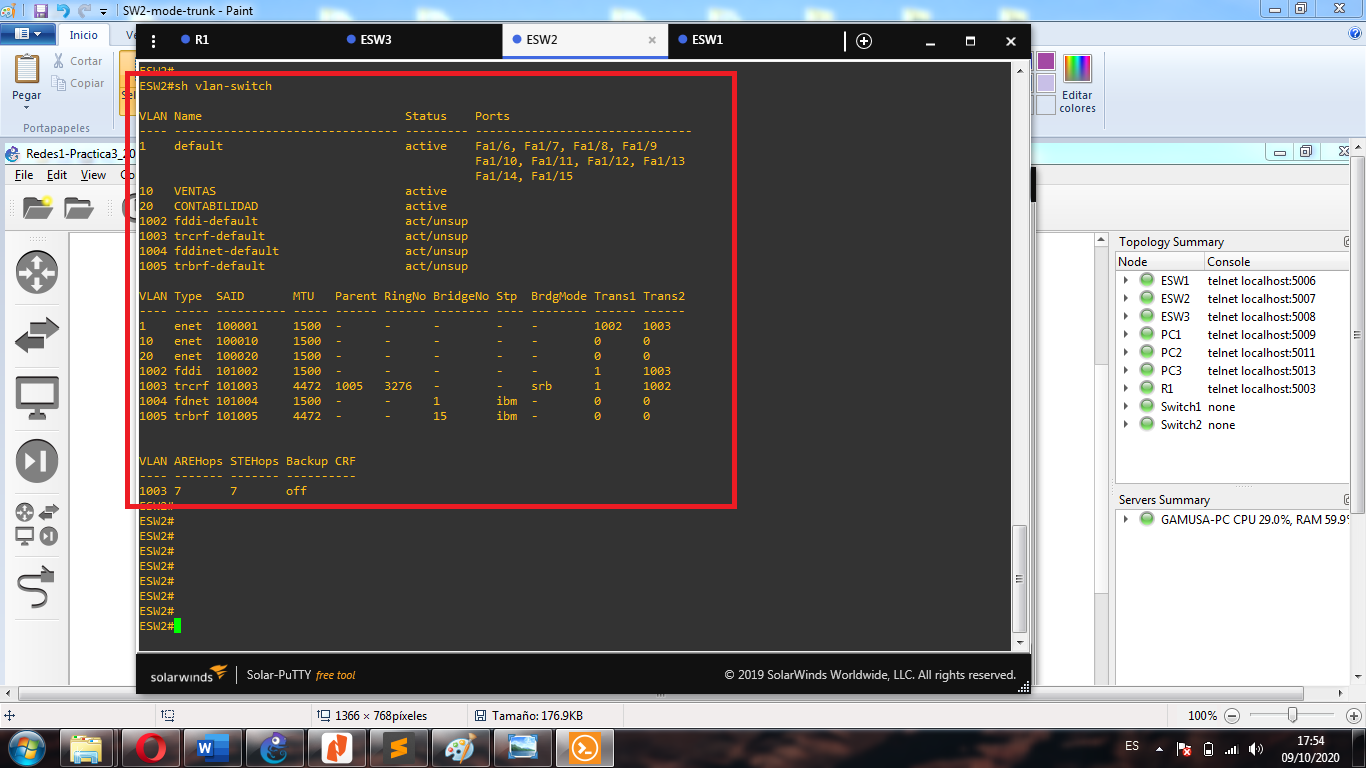 SW2-mode-trunk - Paint
Inicio
Ve
Pegar
Cortar
Copiar
Sel
Portapapeles
Editar
colores
R1
ESW3
ESW2
ESW1
Redes1-Practica3_20
File Edit View Co
ESW2#
ESW2#sh vlan-switch
VLAN Name                             Status    Ports
---- -------------------------------- --------- -------------------------------
1    default                          active    Fa1/6, Fa1/7, Fa1/8, Fa1/9
                                                Fa1/10, Fa1/11, Fa1/12, Fa1/13
                                                Fa1/14, Fa1/15
10   VENTAS                           active
20   CONTABILIDAD                     active
1002 fddi-default                     act/unsup
1003 trcrf-default                    act/unsup
1004 fddinet-default                  act/unsup
1005 trbrf-default                    act/unsup
VLAN Type  SAID       MTU   Parent RingNo BridgeNo Stp  BrdgMode Trans1 Trans2
---- ----- ---------- ----- ------ ------ -------- ---- -------- ------ ------
1    enet  100001     1500  -      -      -        -    -        1002   1003
10   enet  100010     1500  -      -      -        -    -        0      0
20   enet  100020     1500  -      -      -        -    -        0      0
1002 fddi  101002     1500  -      -      -        -    -        1      1003
1003 trcrf 101003     4472  1005   3276   -        -    srb      1      1002
1004 fdnet 101004     1500  -      -      1        ibm  -        0      0
1005 trbrf 101005     4472  -      -      15       ibm  -        0      0
VLAN AREHops STEHops Backup CRF
---- ------- ------- ----------
1003 7       7       off
ESW2#
ESW2#
ESW2#
ESW2#
ESW2#
ESW2#
ESW2#
ESW2#
ESW2#
solarwinds
Solar-PuTTY free tool
© 2019 SolarWinds Worldwide, LLC. All rights reserved.
Topology Summary
Node Console
ESW1 telnet localhost:5006
ESW2 telnet localhost:5007
ESW3 telnet localhost:5008
PC1 telnet localhost:5009
PC2 telnet localhost:5011
PC3 telnet localhost:5013
R1 telnet localhost:5003
Switch1 none
Switch2 none
Servers Summary
GAMUSA-PC CPU 29.0%, RAM 59.9%
1366 × 768píxeles
Tamaño: 176.9KB
100%
ES
17:54
09/10/2020